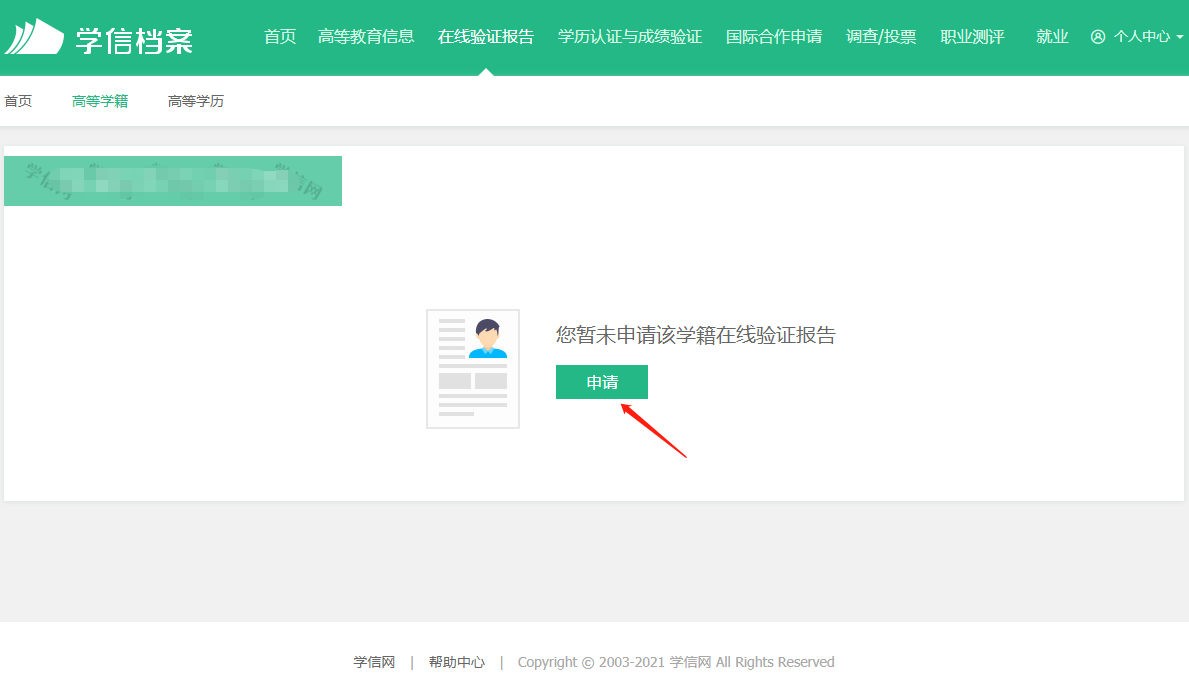 学信档案
首页 高等教育信息 在线验证报告 学历认证与成绩验证 国际合作申请 调查/投票 职业测评 就业 个人中心
首页 高等学籍 高等学历
您暂未申请该学籍在线验证报告
申请
学信网 | 帮助中心 | Copyright © 2003-2021 学信网 All Rights Reserved